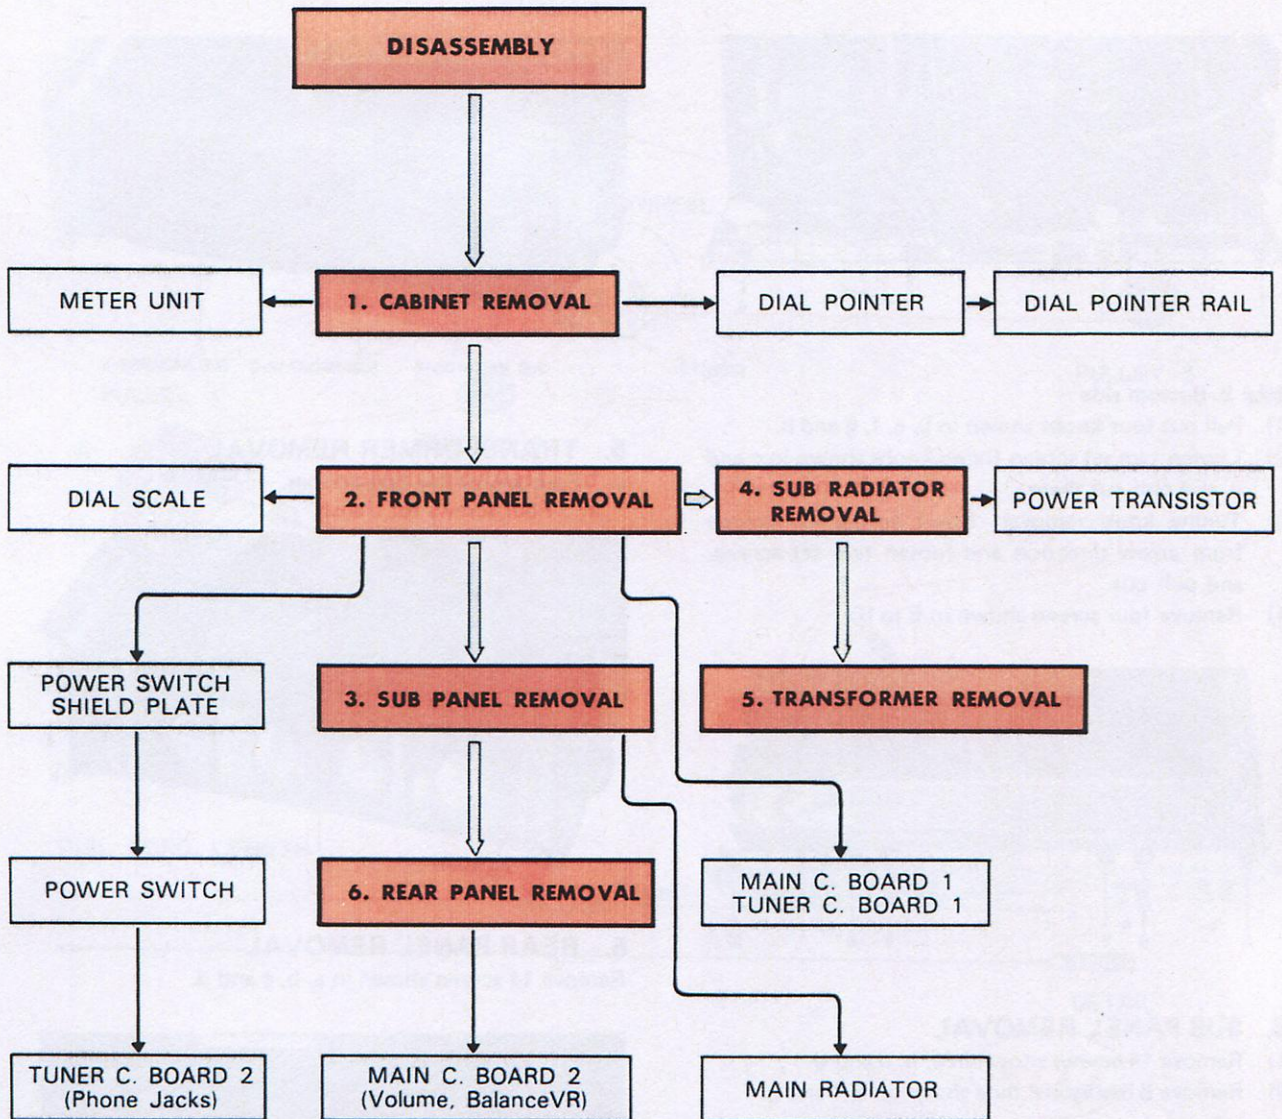 DISASSEMBLY
METER UNIT
1. CABINET REMOVAL
DIAL POINTER
DIAL POINTER RAIL
DIAL SCALE
2. FRONT PANEL REMOVAL
4. SUB RADIATOR
REMOVAL
POWER TRANSISTOR
POWER SWITCH
SHIELD PLATE
3. SUB PANEL REMOVAL
5. TRANSFORMER REMOVAL
POWER SWITCH
6. REAR PANEL REMOVAL
MAIN C. BOARD 1
TUNER C. BOARD 1
TUNER C. BOARD 2
(Phone Jacks)
MAIN C. BOARD 2
(Volume, BalanceVR)
MAIN RADIATOR